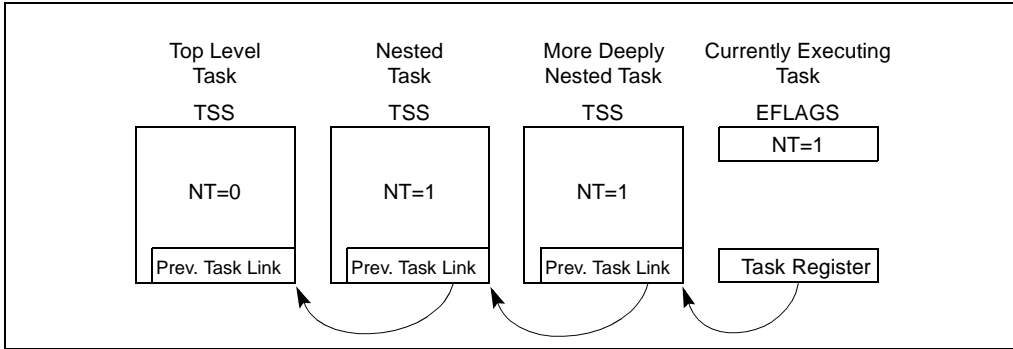 Top Level Task
Nested Task
More Deeply Nested Task
Currently Executing Task
TSS
TSS
TSS
EFLAGS
NT=1
NT=0
NT=1
NT=1
Prev. Task Link
Prev. Task Link
Prev. Task Link
Task Register